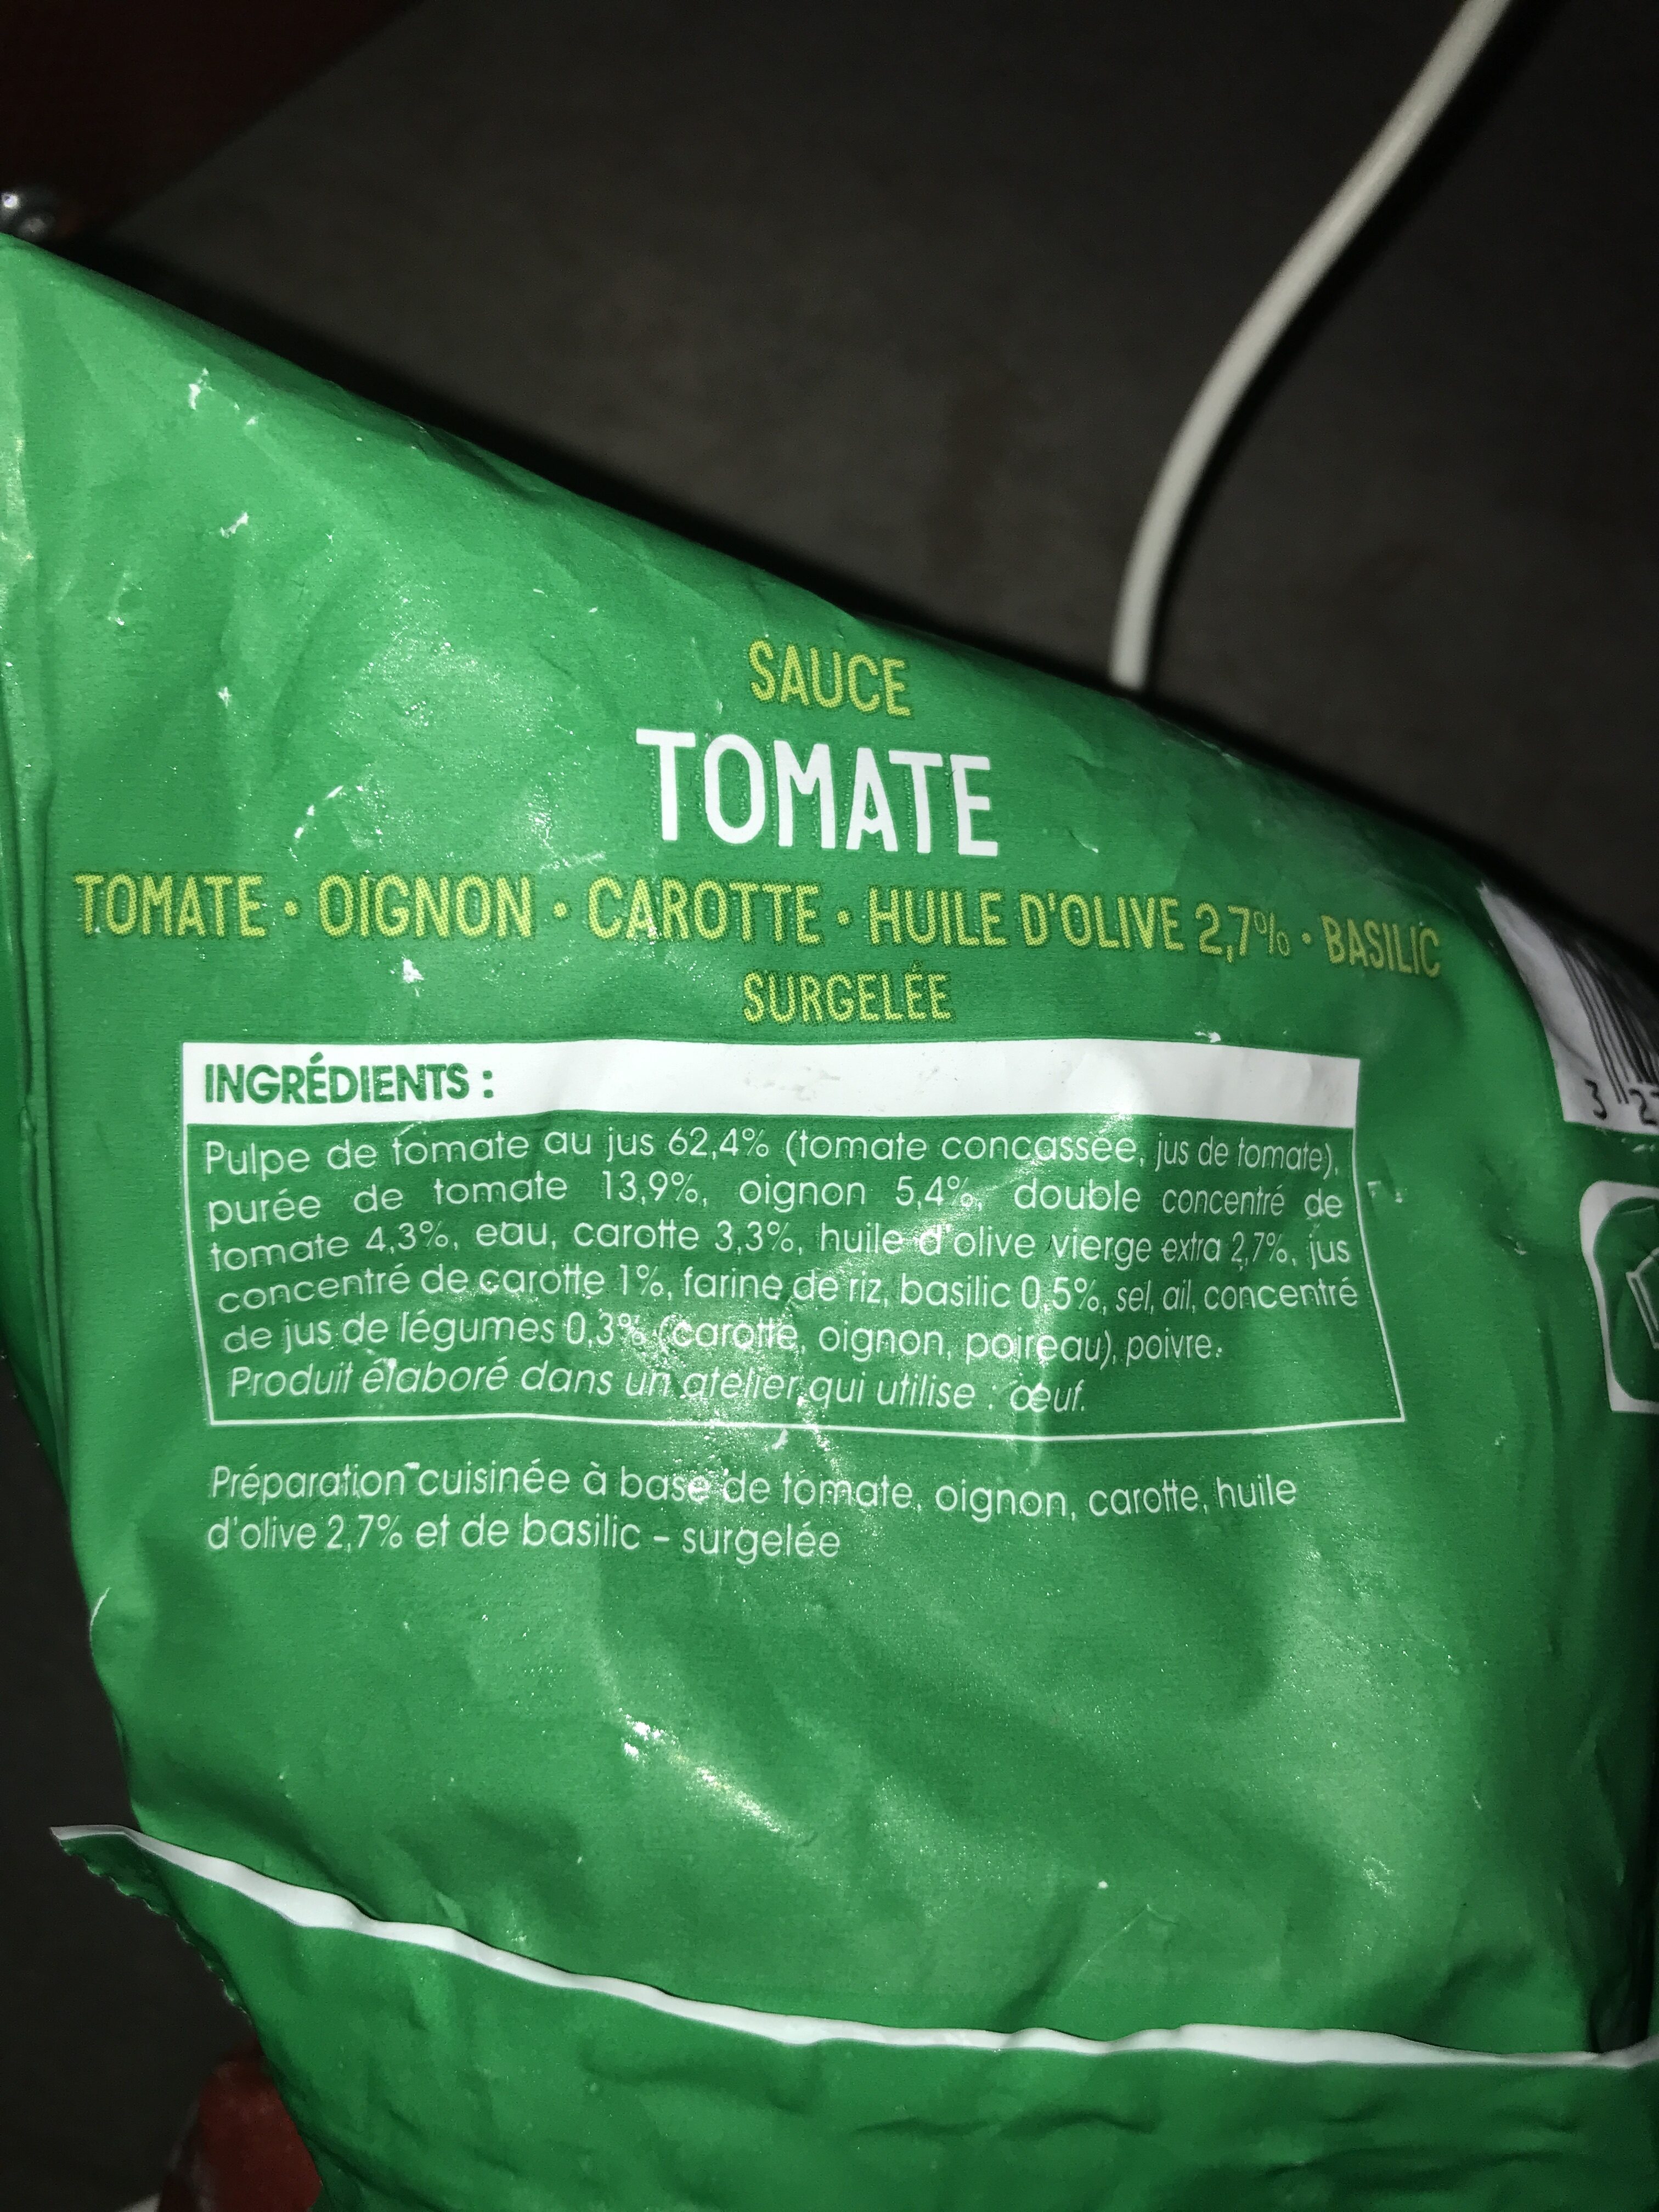 SAUCE
TOMATE
TOMATE • OIGNON • CAROTTE • HUILE D'OLIVE 2,7% • BASILIC
SURGELÉE
INGRÉDIENTS :
Pulpe de tomate au jus 62,4% (tomate concassée, jus de tomate),
purée de tomate 13,9%, oignon 5,4%, double concentré de
tomate 4,3%, eau, carotte 3,3%, huile d'olive vierge extra 2,7%, jus
concentré de carotte 1%, farine de riz, basilic 0,5%, sel, ail, concentré
de jus de légumes 0,3% (carotte, oignon, poireau), poivre.
Produit élaboré dans un atelier qui utilise : œuf.
Préparation cuisinée à base de tomate, oignon, carotte, huile
d'olive 2,7% et de basilic – surgelée
3